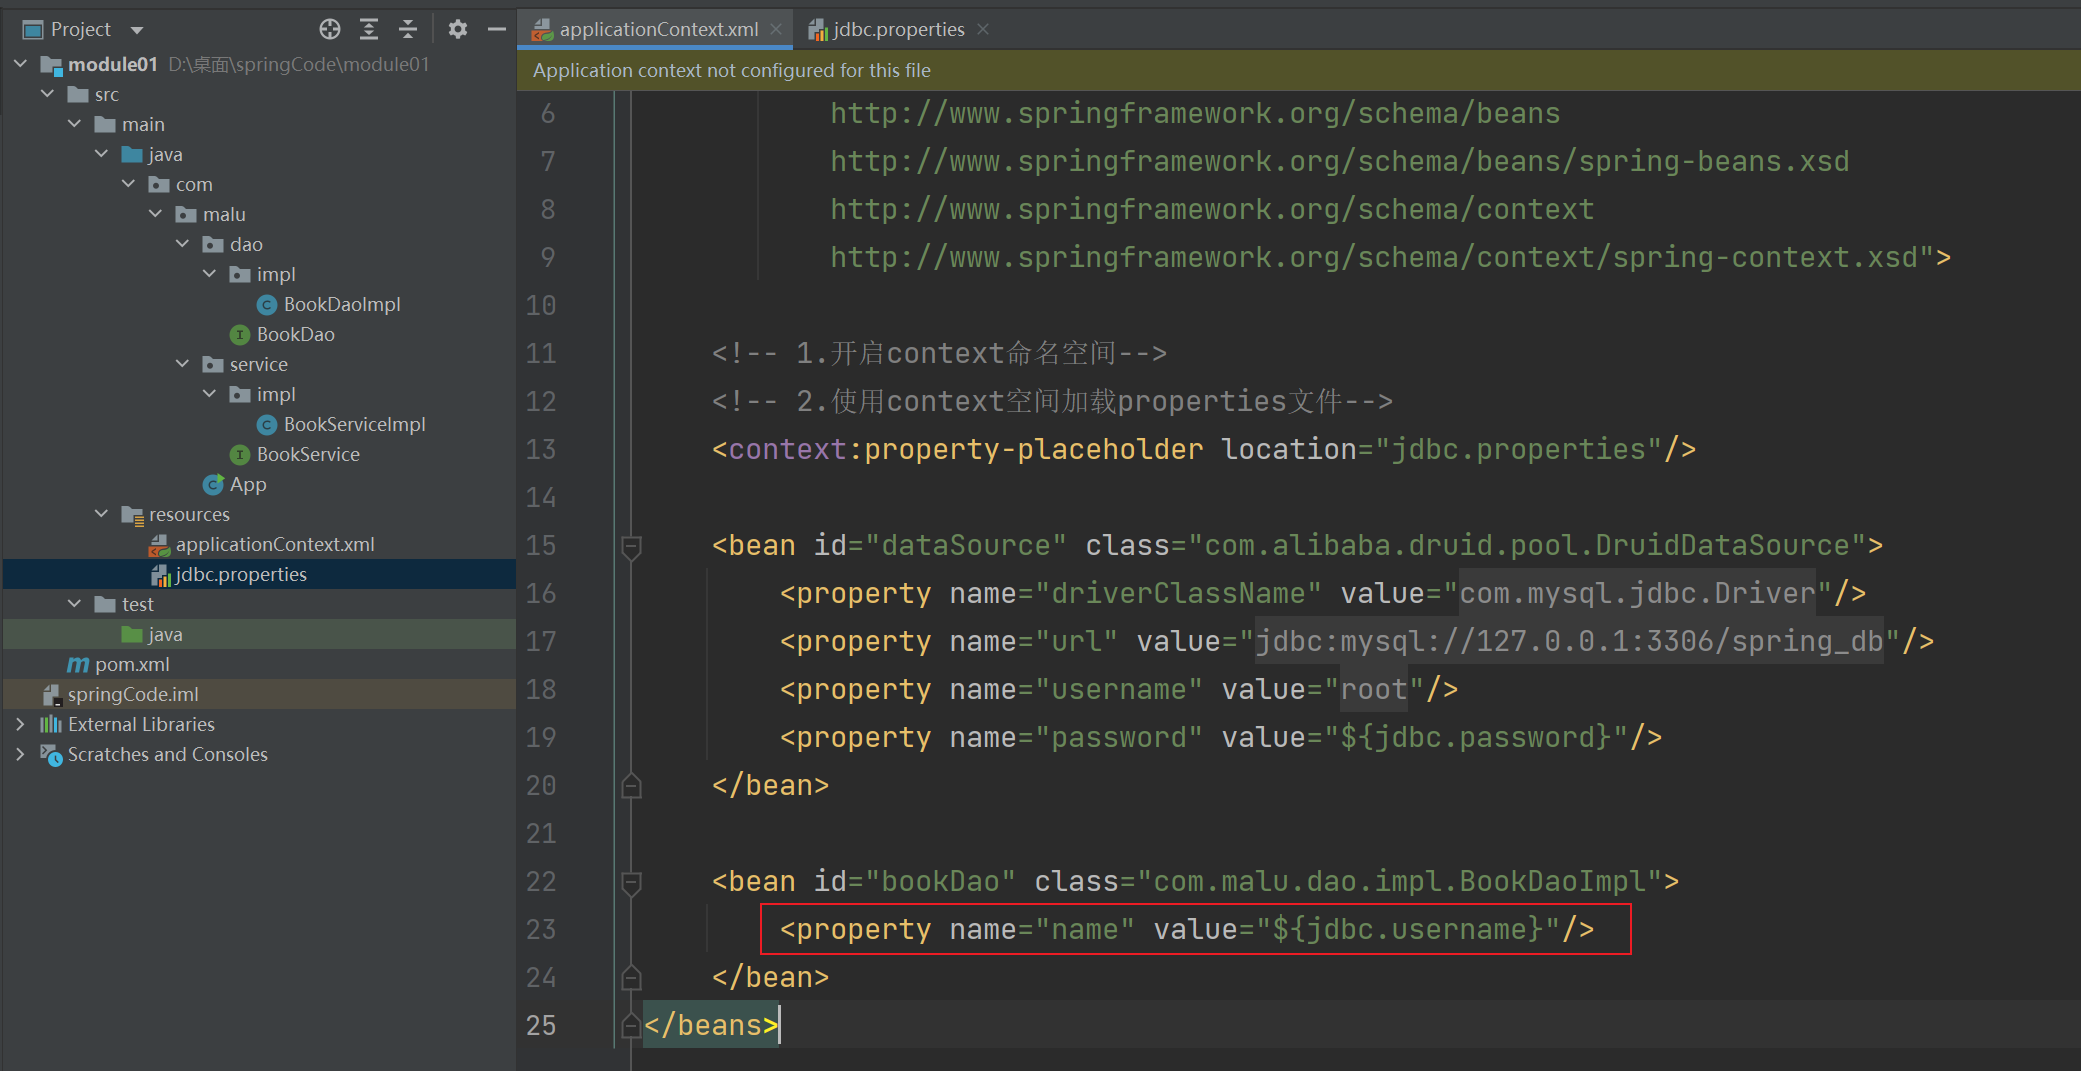 Project
module01 D:\桌面\springCode\module01
src
main
java
com
malu
dao
impl
BookDaoImpl
BookDao
service
impl
BookServiceImpl
BookService
App
resources
applicationContext.xml
jdbc.properties
test
java
pom.xml
springCode.iml
External Libraries
Scratches and Consoles
applicationContext.xml
jdbc.properties
Application context not configured for this file
6 http://www.springframework.org/schema/beans
7 http://www.springframework.org/schema/beans/spring-beans.xsd
8 http://www.springframework.org/schema/context
9 http://www.springframework.org/schema/context/spring-context.xsd">
10
11 <!-- 1.开启context命名空间-->
12 <!-- 2.使用context空间加载properties文件-->
13 <context:property-placeholder location="jdbc.properties"/>
14
15 <bean id="dataSource" class="com.alibaba.druid.pool.DruidDataSource">
16 <property name="driverClassName" value="com.mysql.jdbc.Driver"/>
17 <property name="url" value="jdbc:mysql://127.0.0.1:3306/spring_db"/>
18 <property name="username" value="root"/>
19 <property name="password" value="${jdbc.password}"/>
20 </bean>
21
22 <bean id="bookDao" class="com.malu.dao.impl.BookDaoImpl">
23 <property name="name" value="${jdbc.username}"/>
24 </bean>
25 </beans>